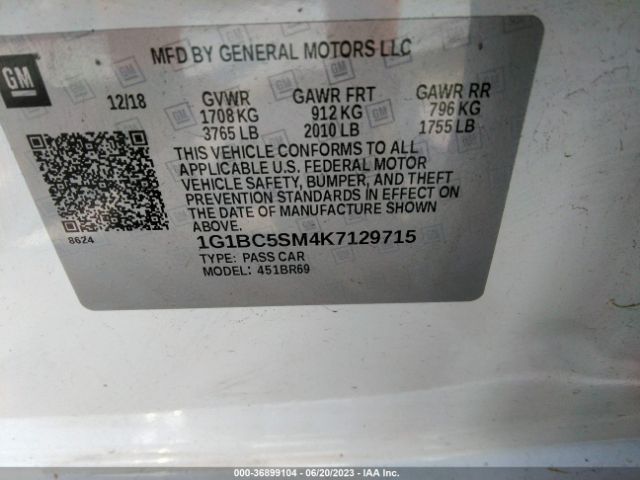 GM
MFD BY GENERAL MOTORS LLC
12/18 GVWR GAWR FRT GAWR RR
1708 KG 912 KG 796 KG
3765 LB 2010 LB 1755 LB
THIS VEHICLE CONFORMS TO ALL
APPLICABLE U.S. FEDERAL MOTOR
VEHICLE SAFETY, BUMPER, AND THEFT
PREVENTION STANDARDS IN EFFECT ON
THE DATE OF MANUFACTURE SHOWN
ABOVE.
8624
1G1BC5SM4K7129715
TYPE: PASS CAR
MODEL: 451BR69
000-36899104 - 06/20/2023 - IAA Inc.